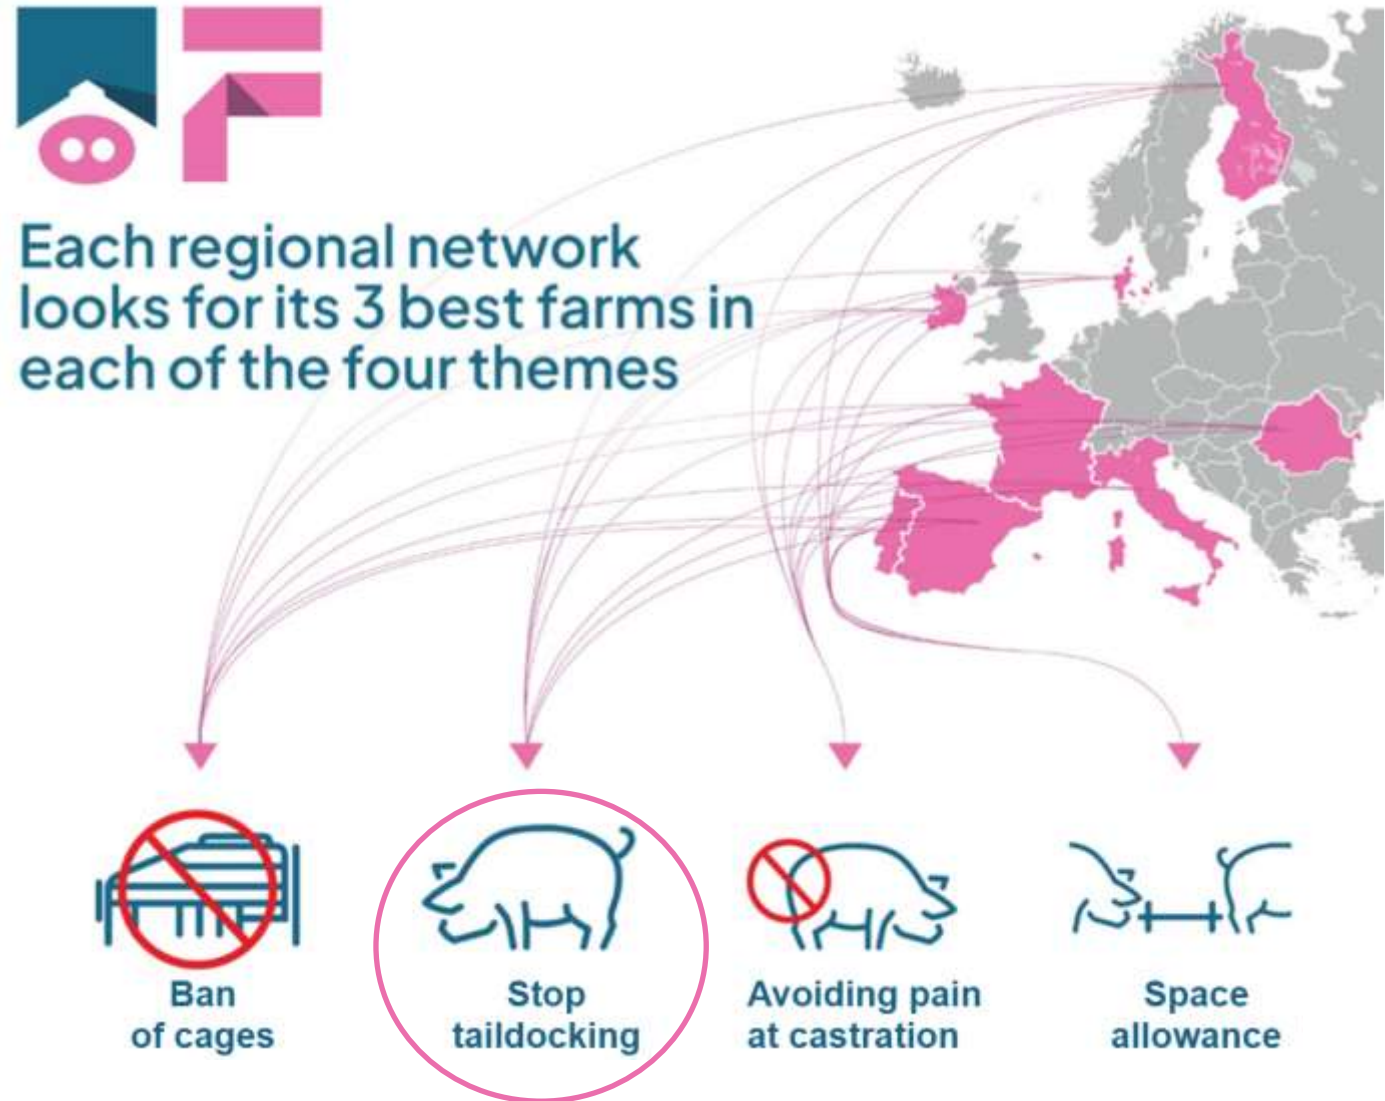 Each regional network
looks for its 3 best farms in
each of the four themes
Ban
of cages
Stop
taildocking
Avoiding pain
at castration
Space
allowance